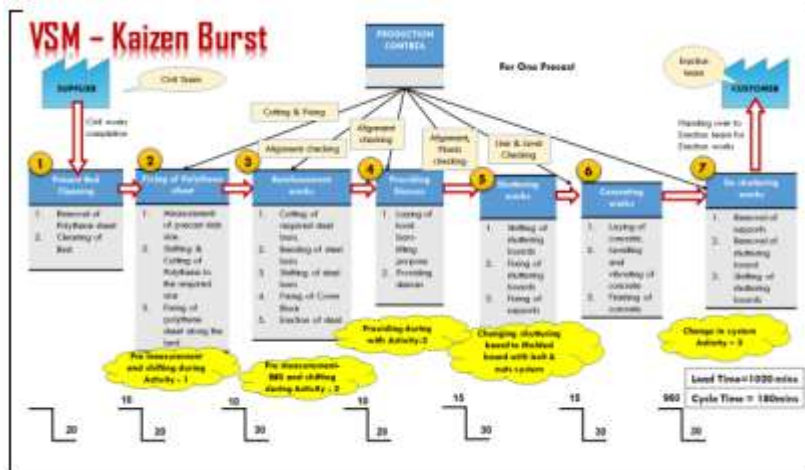 VSM – Kaizen Burst
PRODUCTION CONTROL
For One Precast
SUPPLIER
Civil Team
Erection team
CUSTOMER
Civil works completion
Cutting & Fixing
Alignment checking
Alignment checking
Alignment, checking
Line & Level Checking
Handing over to Erection team for Erection works
1
2
3
4
5
6
7
Precast Bed Cleaning
Fixing of Polythene sheet
Reinforcement works
Providing
Shuttering works
Concreting works
De-shuttering works
1. Removal of Polythene sheet
2. Cleaning of Bed
1. Measurement of precast slab size
2. Shifting & Cutting of Polythene to the required size
3. Fixing of polythene sheet along the bed
1. Cutting of required steel bars,
2. Bending of steel bars
3. Shifting of steel bars
4. Fixing of Cover Block
5. Erection of steel
1. Laying of hook bars lifting purpose
2. Providing
1. Shifting of shuttering boards
2. Fixing of shuttering boards
3. Fixing of supports
1. Laying of concrete,
2. Levelling and vibrating of concrete
3. Finishing of concrete
1. Removal of supports
2. Removal of shuttering board
3. Shifting of shuttering boards
Pre measurement and shifting during Activity - 1
Pre measurement- and shifting during Activity - 2
Providing during with Activity-3
Changing shuttering board to Molded board with bolt & nuts system
Change in system Activity - 5
Lead Time=1020 mins
Cycle Time = 180mins
15
10
10
15
15
960
20
30
30
20
30
30
30